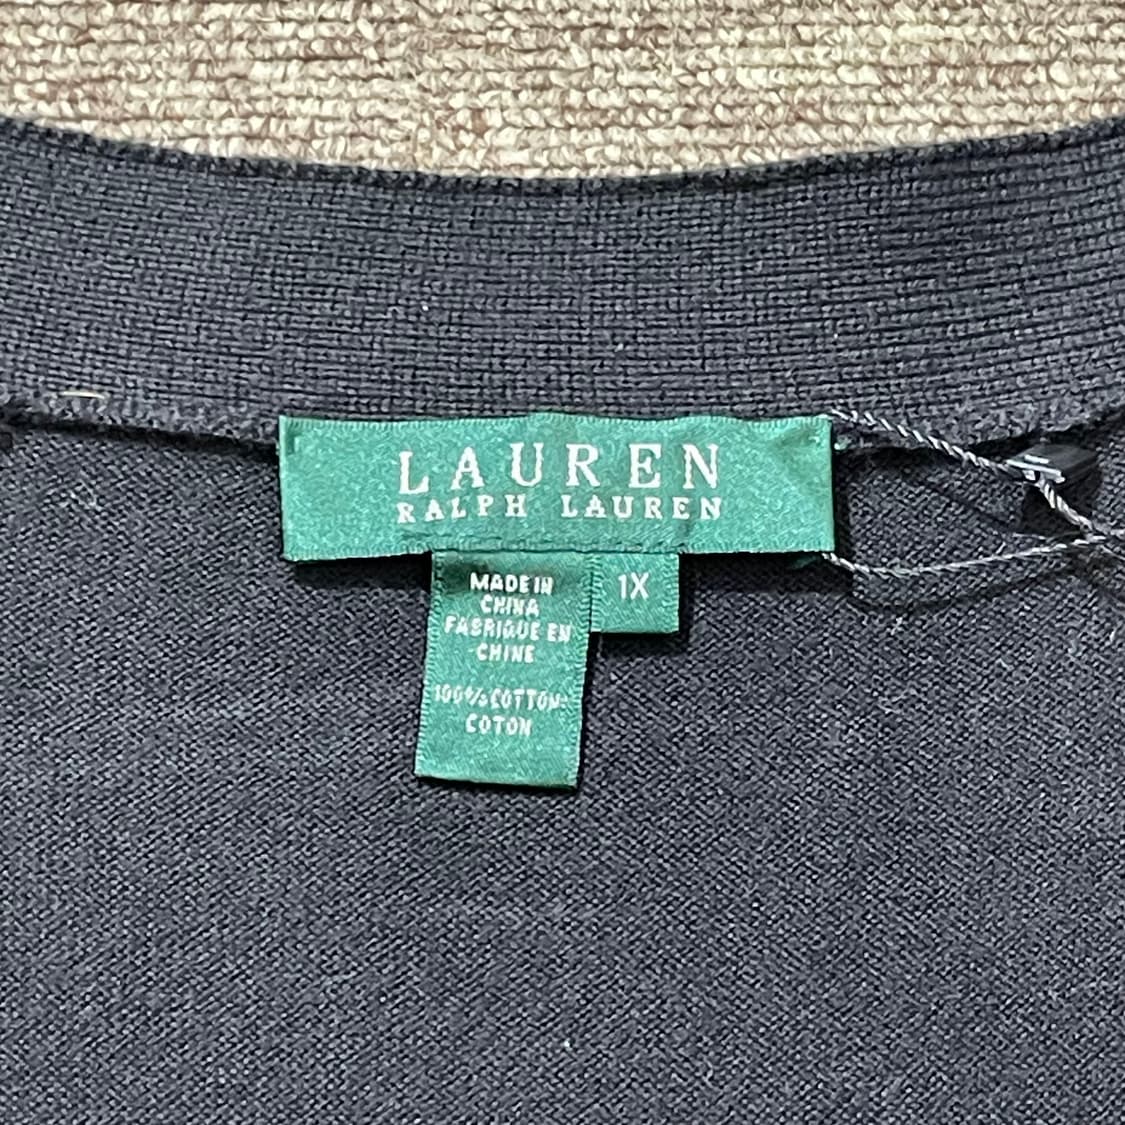 LAUREN
RALPH LAUREN
MADE IN
CHINA
FABRIQUE EN
CHINE
100% COTTON-
COTON
1X